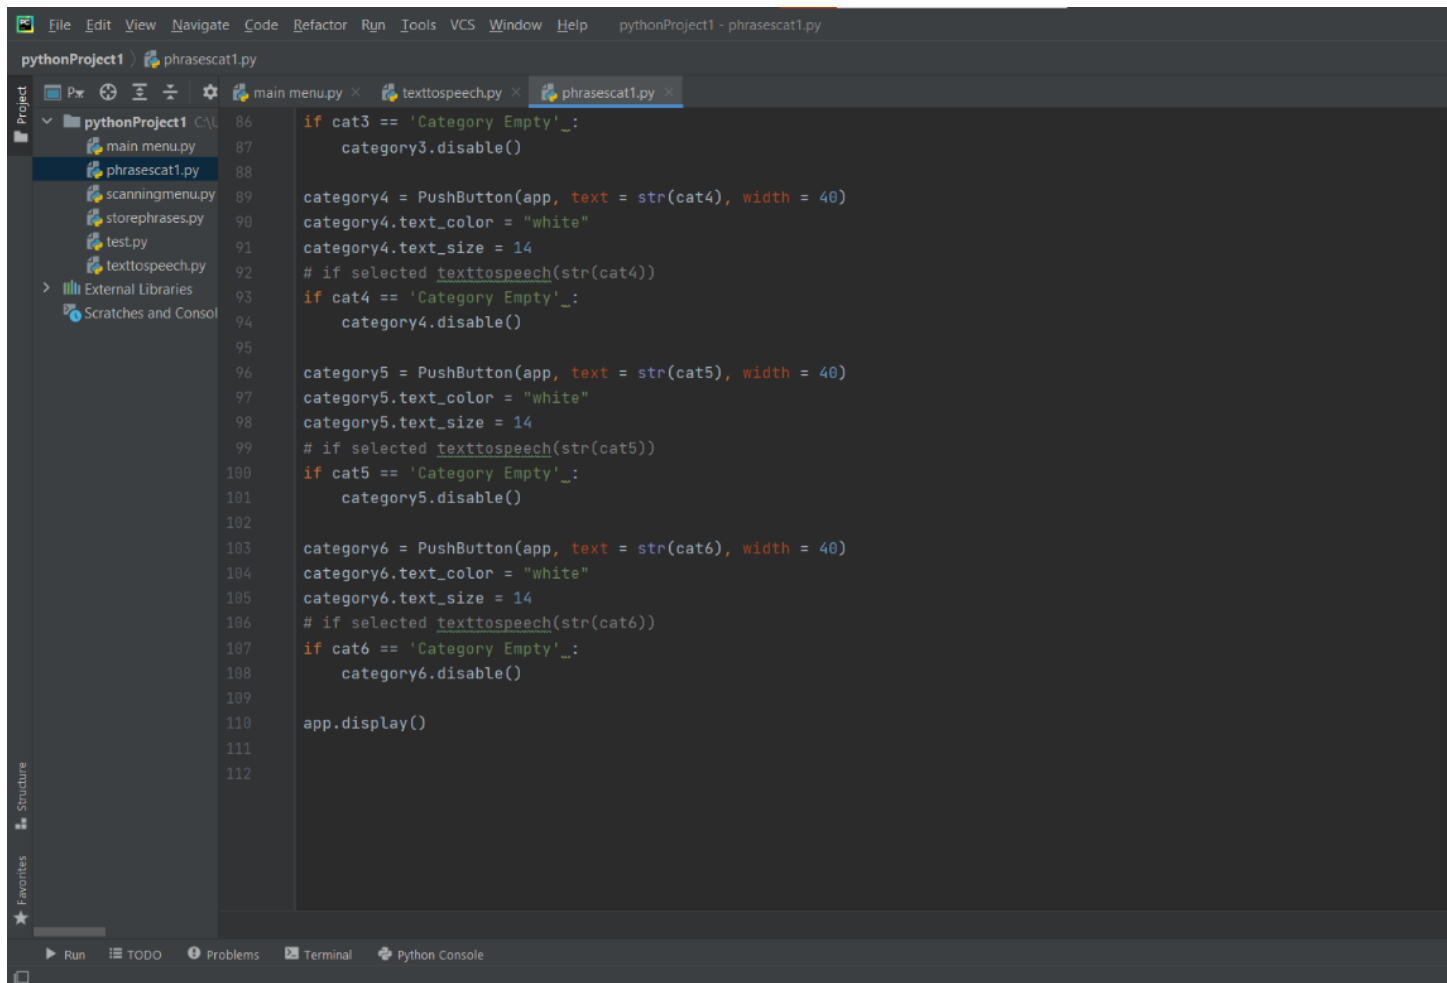 PC File Edit View Navigate Code Refactor Run Tools VCS Window Help pythonProject1 - phrasescat1.py
pythonProject1 phrasescat1.py
Project
P
main menu.py
texttospeech.py
phrasescat1.py
pythonProject1 C:\U
main menu.py
phrasescat1.py
scanningmenu.py
storephrases.py
test.py
texttospeech.py
External Libraries
Scratches and Consol
86 if cat3 == 'Category Empty' :
87 category3.disable()
88
89 category4 = PushButton(app, text = str(cat4), width = 40)
90 category4.text_color = "white"
91 category4.text_size = 14
92 # if selected texttospeech(str(cat4))
93 if cat4 == 'Category Empty' :
94 category4.disable()
95
96 category5 = PushButton(app, text = str(cat5), width = 40)
97 category5.text_color = "white"
98 category5.text_size = 14
99 # if selected texttospeech(str(cat5))
100 if cat5 == 'Category Empty' :
101 category5.disable()
102
103 category6 = PushButton(app, text = str(cat6), width = 40)
104 category6.text_color = "white"
105 category6.text_size = 14
106 # if selected texttospeech(str(cat6))
107 if cat6 == 'Category Empty' :
108 category6.disable()
109
110 app.display()
111
112
Structure
Favorites
Run TODO Problems Terminal Python Console